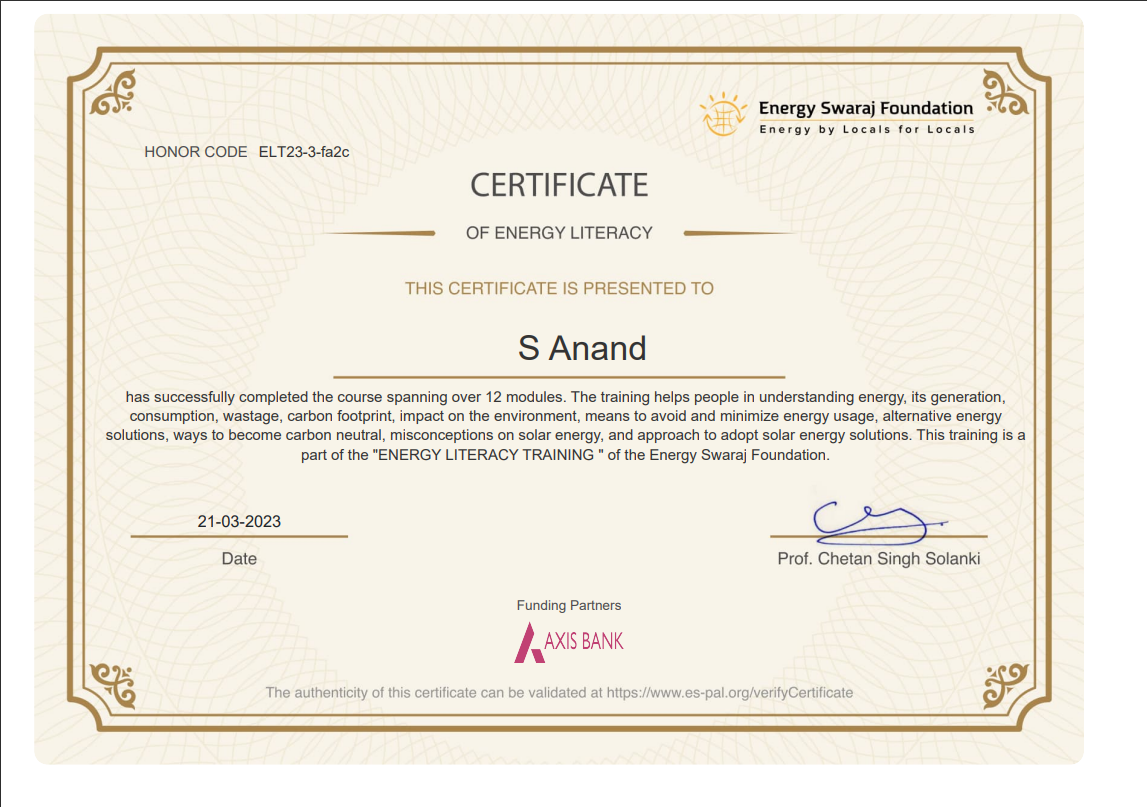 Energy Swaraj Foundation
Energy by Locals for Locals
HONOR CODE ELT23-3-fa2c
CERTIFICATE
OF ENERGY LITERACY
THIS CERTIFICATE IS PRESENTED TO
S Anand
has successfully completed the course spanning over 12 modules. The training helps people in understanding energy, its generation,
consumption, wastage, carbon footprint, impact on the environment, means to avoid and minimize energy usage, alternative energy
solutions, ways to become carbon neutral, misconceptions on solar energy, and approach to adopt solar energy solutions. This training is a
part of the "ENERGY LITERACY TRAINING " of the Energy Swaraj Foundation.
21-03-2023
Date
Prof. Chetan Singh Solanki
Funding Partners
AXIS BANK
The authenticity of this certificate can be validated at https://www.es-pal.org/verifyCertificate